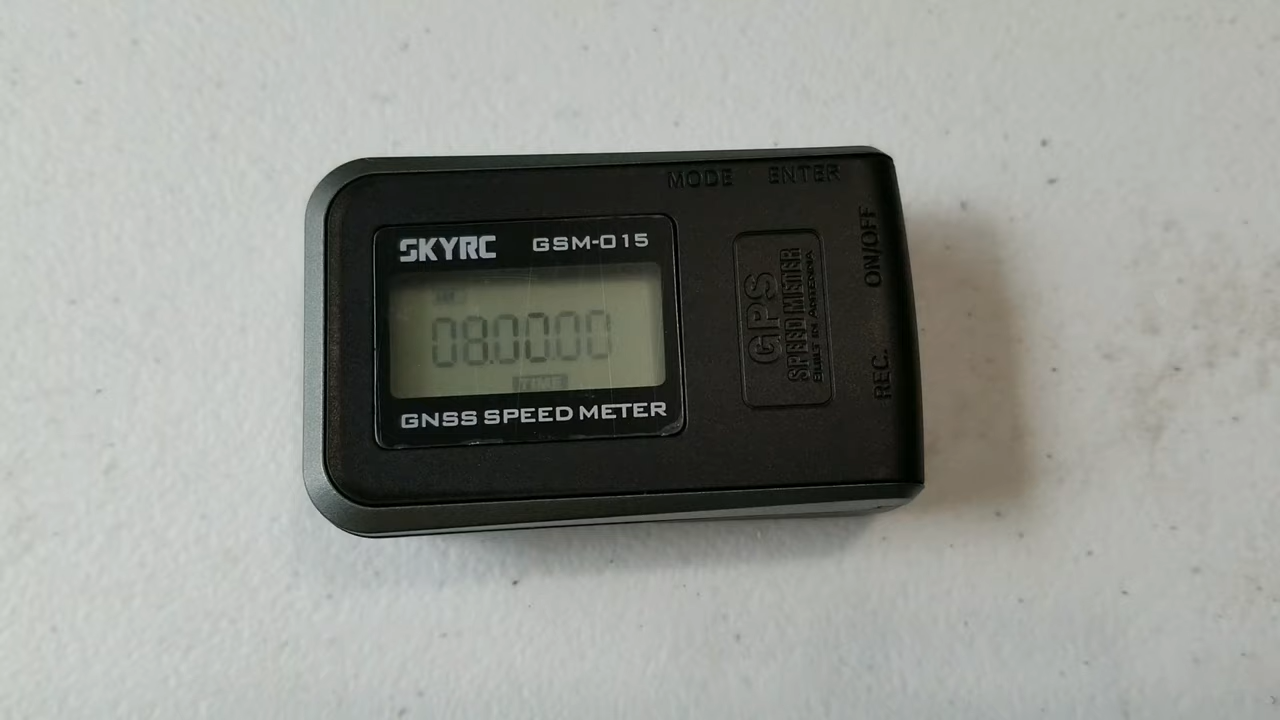 MODE ENTER
SKYRC GSM-015
08.00.00
TIME
GNSS SPEED METER
GPS
SPEED METER
BUILT IN ANTENNA
ON/OFF
REC.